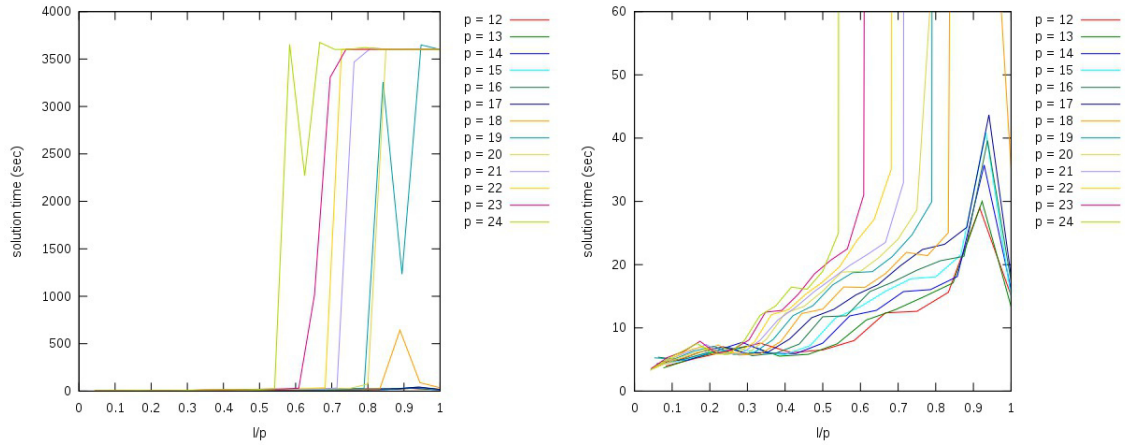 4000
3500
3000
2500
2000
1500
1000
500
0
solution time (sec)
0 0.1 0.2 0.3 0.4 0.5 0.6 0.7 0.8 0.9 1
l/p
p = 12
p = 13
p = 14
p = 15
p = 16
p = 17
p = 18
p = 19
p = 20
p = 21
p = 22
p = 23
p = 24
60
50
40
30
20
10
0
solution time (sec)
0 0.1 0.2 0.3 0.4 0.5 0.6 0.7 0.8 0.9 1
l/p
p = 12
p = 13
p = 14
p = 15
p = 16
p = 17
p = 18
p = 19
p = 20
p = 21
p = 22
p = 23
p = 24